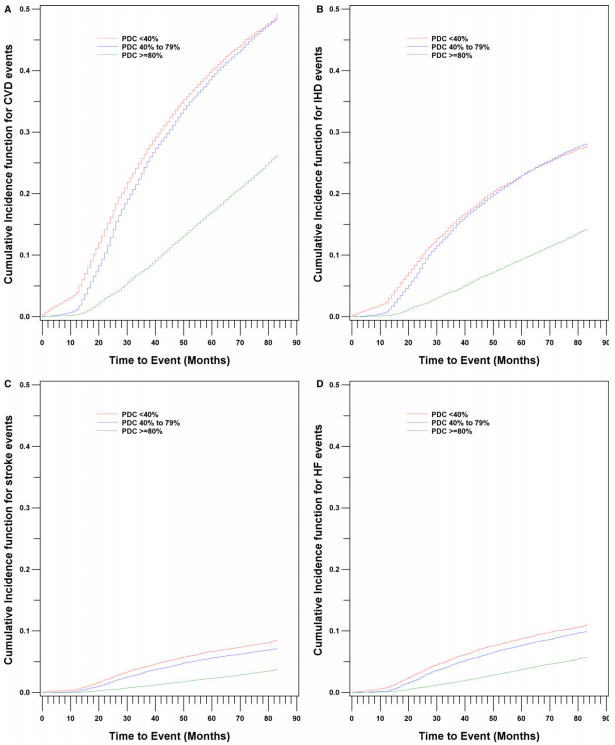 A
Cumulative Incidence function for CVD events
0.5
0.4
0.3
0.2
0.1
0.0
PDC <40%
PDC 40% to 79%
PDC >=80%
0 10 20 30 40 50 60 70 80 90
Time to Event (Months)
B
Cumulative Incidence function for IHD events
0.5
0.4
0.3
0.2
0.1
0.0
PDC <40%
PDC 40% to 79%
PDC >=80%
0 10 20 30 40 50 60 70 80 90
Time to Event (Months)
C
Cumulative Incidence function for stroke events
0.5
0.4
0.3
0.2
0.1
0.0
PDC <40%
PDC 40% to 79%
PDC >=80%
0 10 20 30 40 50 60 70 80 90
Time to Event (Months)
D
Cumulative Incidence function for HF events
0.5
0.4
0.3
0.2
0.1
0.0
PDC <40%
PDC 40% to 79%
PDC >=80%
0 10 20 30 40 50 60 70 80 90
Time to Event (Months)